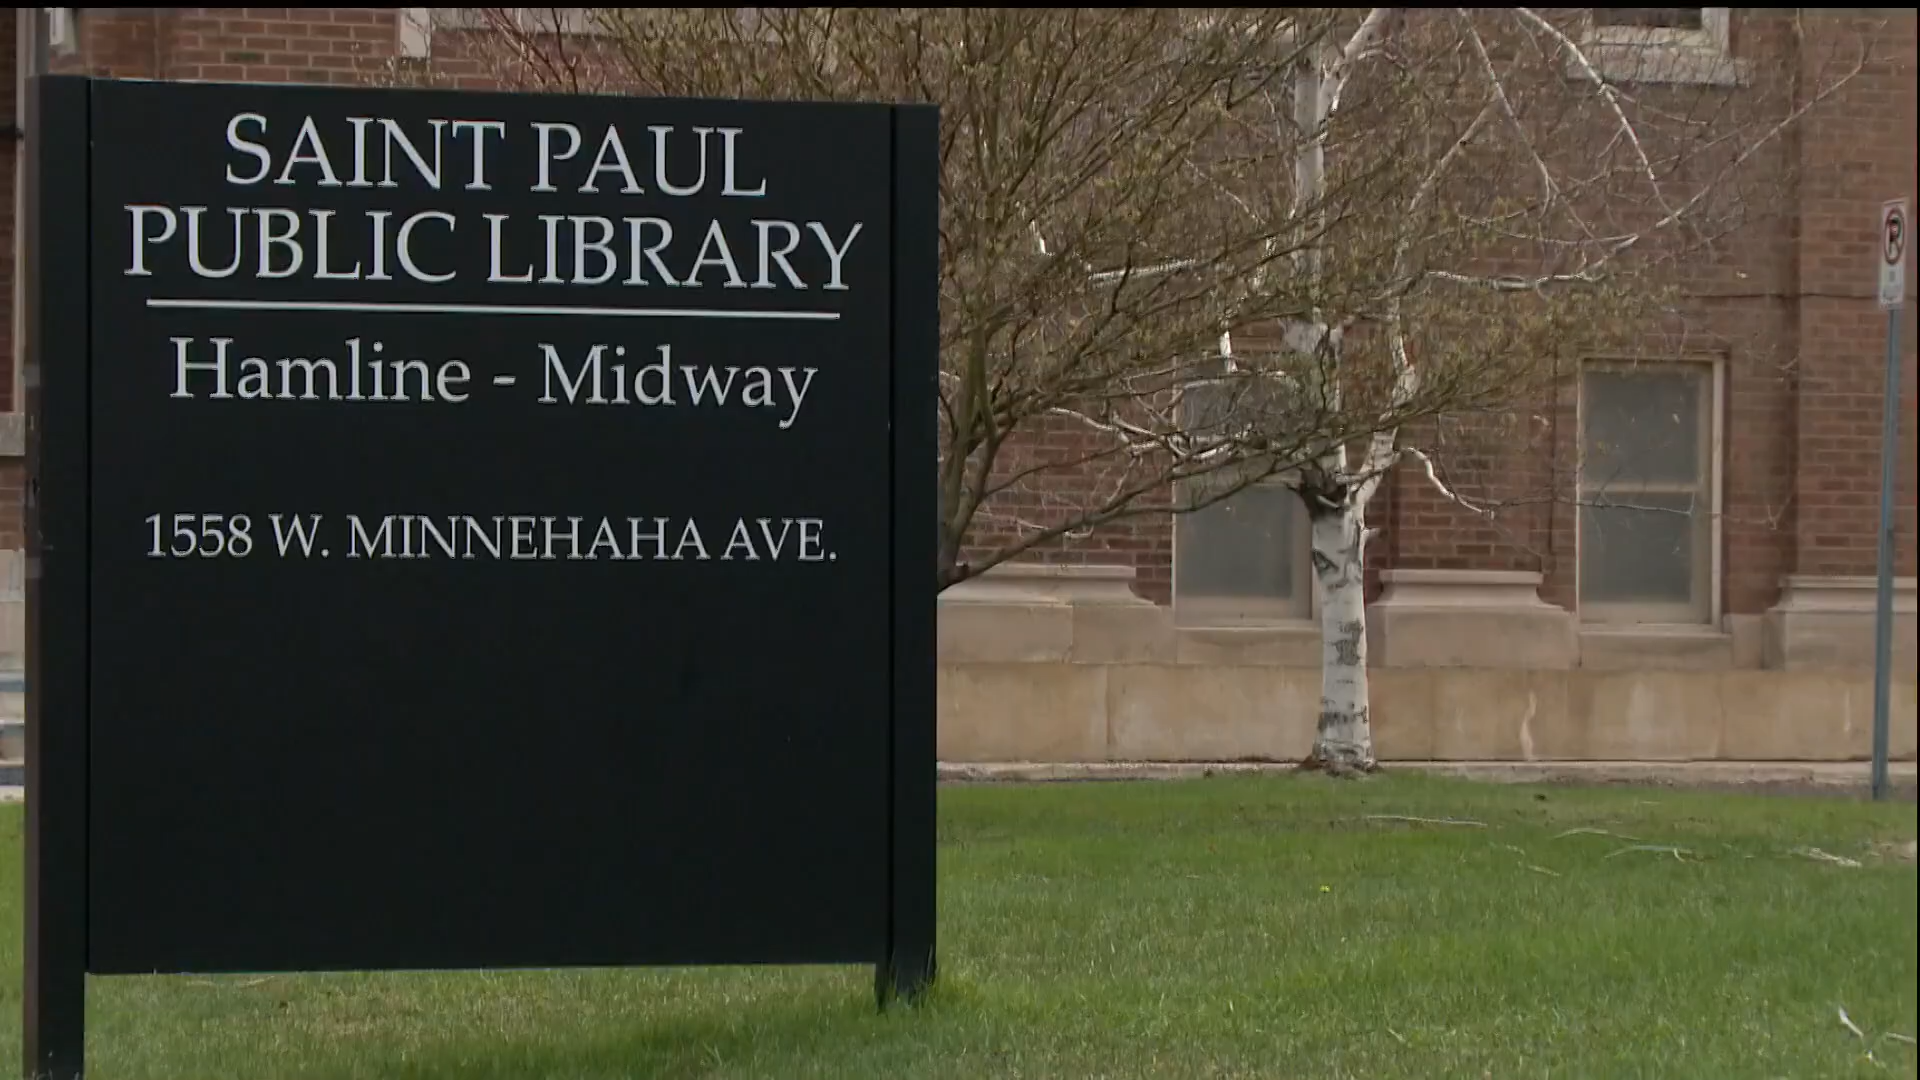 SAINT PAUL
PUBLIC LIBRARY
Hamline - Midway
1558 W. MINNEHAHA AVE.